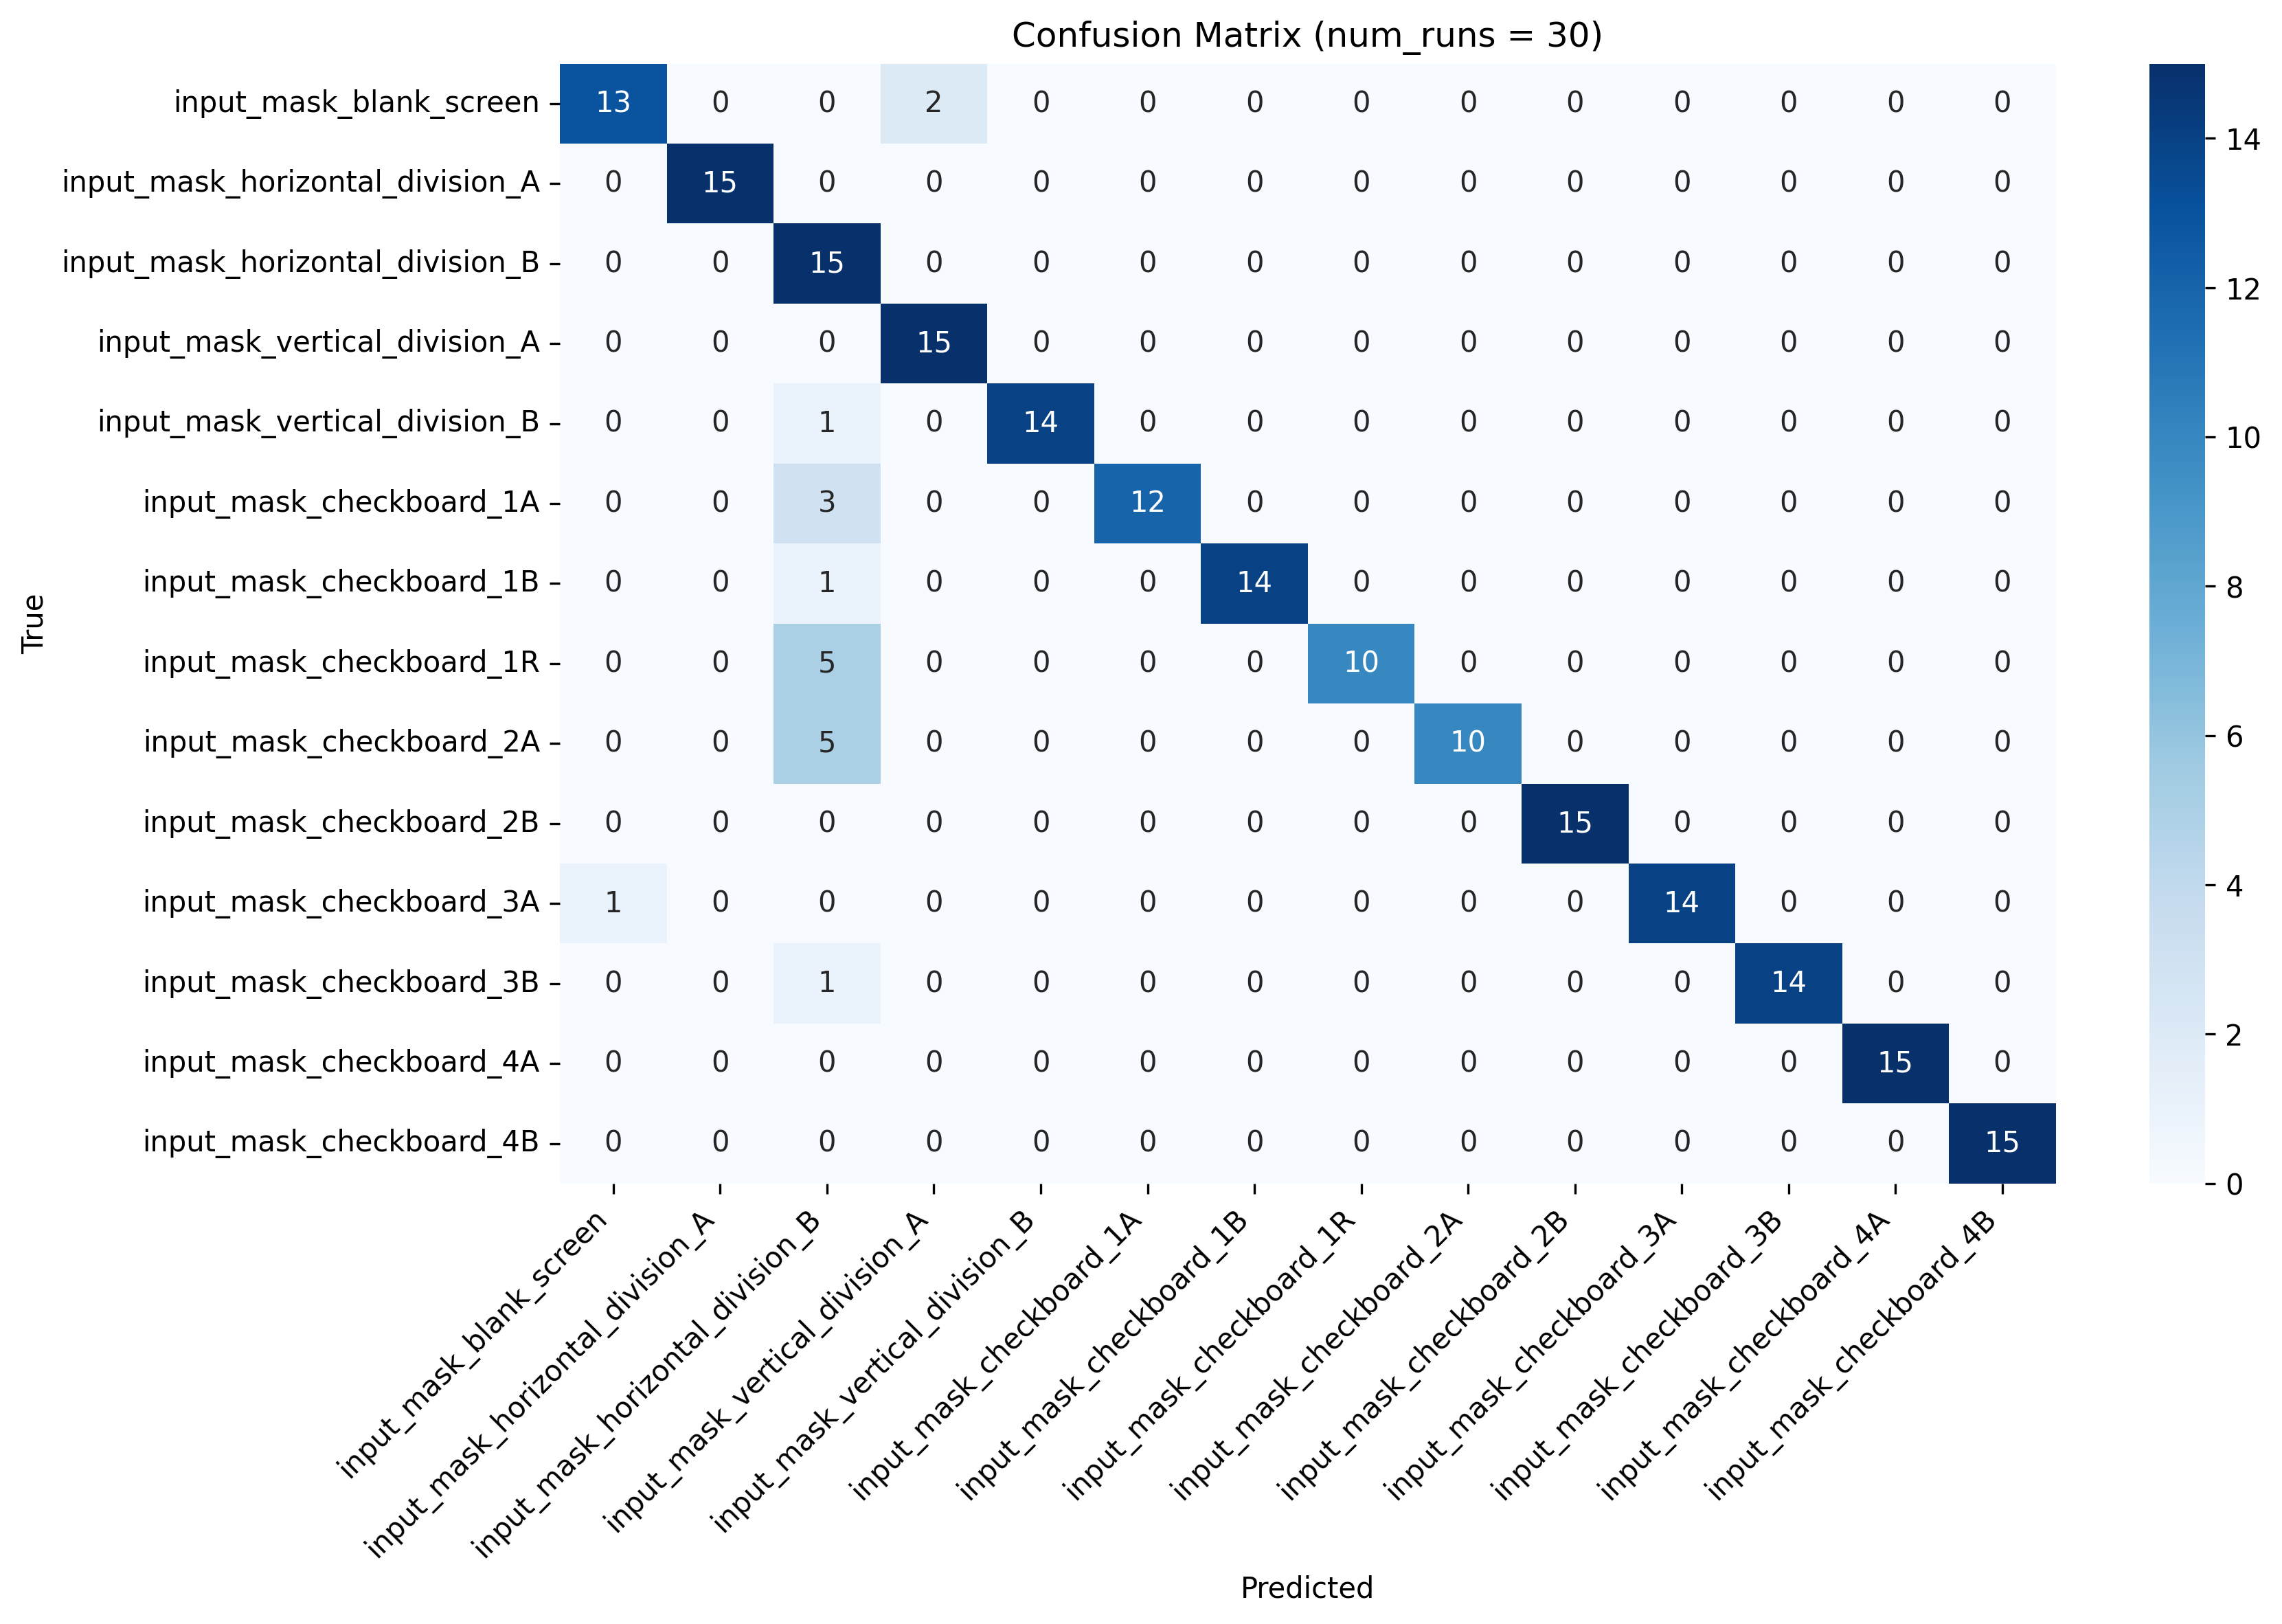 Confusion Matrix (num_runs = 30)
input_mask_blank_screen 13 0 0 2 0 0 0 0 0 0 0 0 0 0
input_mask_horizontal_division_A 0 15 0 0 0 0 0 0 0 0 0 0 0 0
input_mask_horizontal_division_B 0 0 15 0 0 0 0 0 0 0 0 0 0 0
input_mask_vertical_division_A 0 0 0 15 0 0 0 0 0 0 0 0 0 0
input_mask_vertical_division_B 0 0 1 0 14 0 0 0 0 0 0 0 0 0
input_mask_checkboard_1A 0 0 3 0 0 12 0 0 0 0 0 0 0 0
input_mask_checkboard_1B 0 0 1 0 0 0 14 0 0 0 0 0 0 0
input_mask_checkboard_1R 0 0 5 0 0 0 0 10 0 0 0 0 0 0
input_mask_checkboard_2A 0 0 5 0 0 0 0 0 10 0 0 0 0 0
input_mask_checkboard_2B 0 0 0 0 0 0 0 0 0 15 0 0 0 0
input_mask_checkboard_3A 1 0 0 0 0 0 0 0 0 0 14 0 0 0
input_mask_checkboard_3B 0 0 1 0 0 0 0 0 0 0 0 14 0 0
input_mask_checkboard_4A 0 0 0 0 0 0 0 0 0 0 0 0 15 0
input_mask_checkboard_4B 0 0 0 0 0 0 0 0 0 0 0 0 0 15
True
input_mask_blank_screen
input_mask_horizontal_division_A
input_mask_horizontal_division_B
input_mask_vertical_division_A
input_mask_vertical_division_B
input_mask_checkboard_1A
input_mask_checkboard_1B
input_mask_checkboard_1R
input_mask_checkboard_2A
input_mask_checkboard_2B
input_mask_checkboard_3A
input_mask_checkboard_3B
input_mask_checkboard_4A
input_mask_checkboard_4B
Predicted
14
12
10
8
6
4
2
0